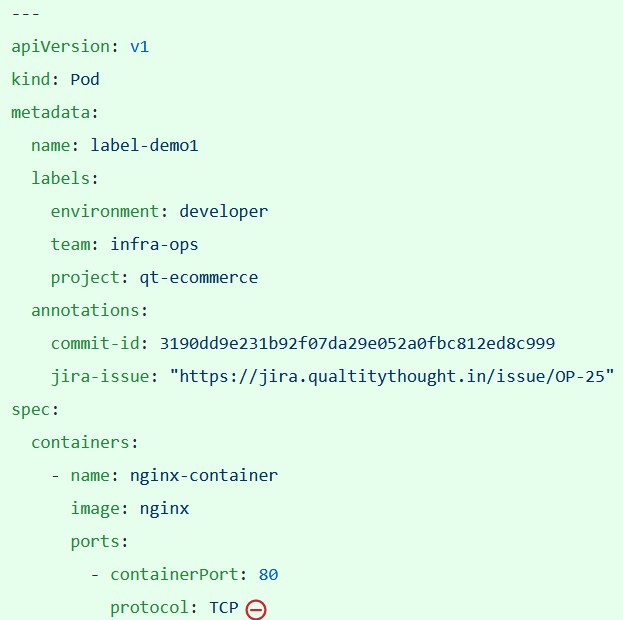 ---
apiVersion: v1
kind: Pod
metadata:
  name: label-demo1
  labels:
    environment: developer
    team: infra-ops
    project: qt-ecommerce
  annotations:
    commit-id: 3190dd9e231b92f07da29e052a0fbc812ed8c999
    jira-issue: "https://jira.qualtitythought.in/issue/OP-25"
spec:
  containers:
    - name: nginx-container
      image: nginx
      ports:
        - containerPort: 80
          protocol: TCP